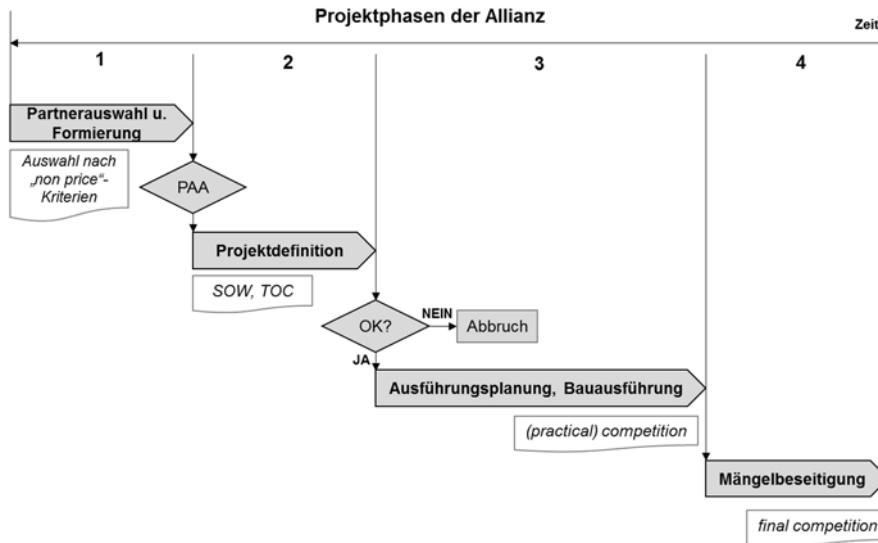 Projektphasen der Allianz
Zeit
1
2
3
4
Partnerauswahl u.
Formierung
Auswahl nach
„non price“-
Kriterien
PAA
Projektdefinition
SOW, TOC
OK?
NEIN
Abbruch
JA
Ausführungsplanung, Bauausführung
(practical) competition
Mängelbeseitigung
final competition